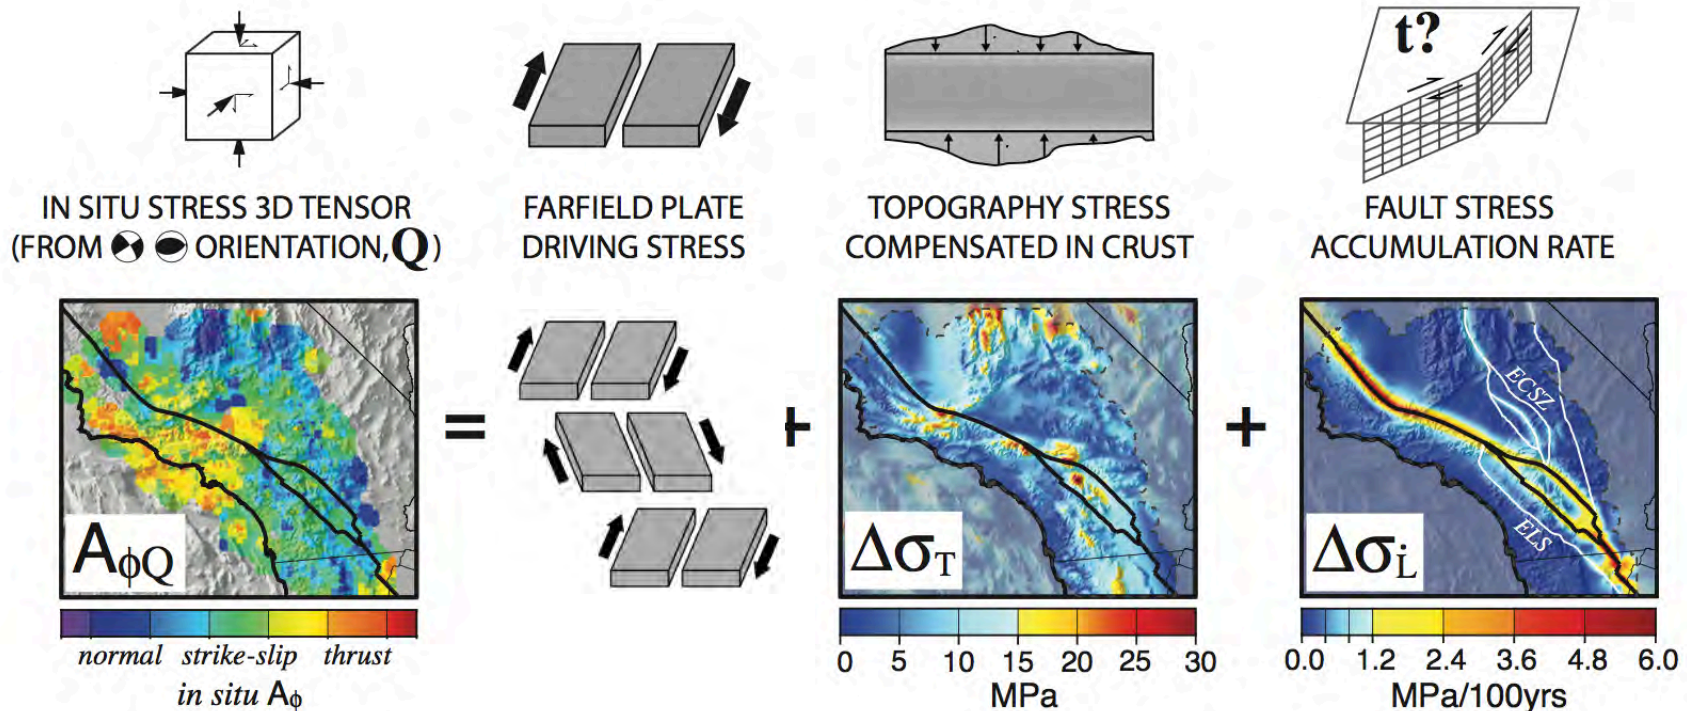 t?
IN SITU STRESS 3D TENSOR
(FROM ORIENTATION, Q)
FARFIELD PLATE
DRIVING STRESS
TOPOGRAPHY STRESS
COMPENSATED IN CRUST
FAULT STRESS
ACCUMULATION RATE
AϕQ
=
+
ΔσT
+
ECSZ
ELS
ΔσL̇
normal strike-slip thrust
in situ Aϕ
0 5 10 15 20 25 30
MPa
0.0 1.2 2.4 3.6 4.8 6.0
MPa/100yrs